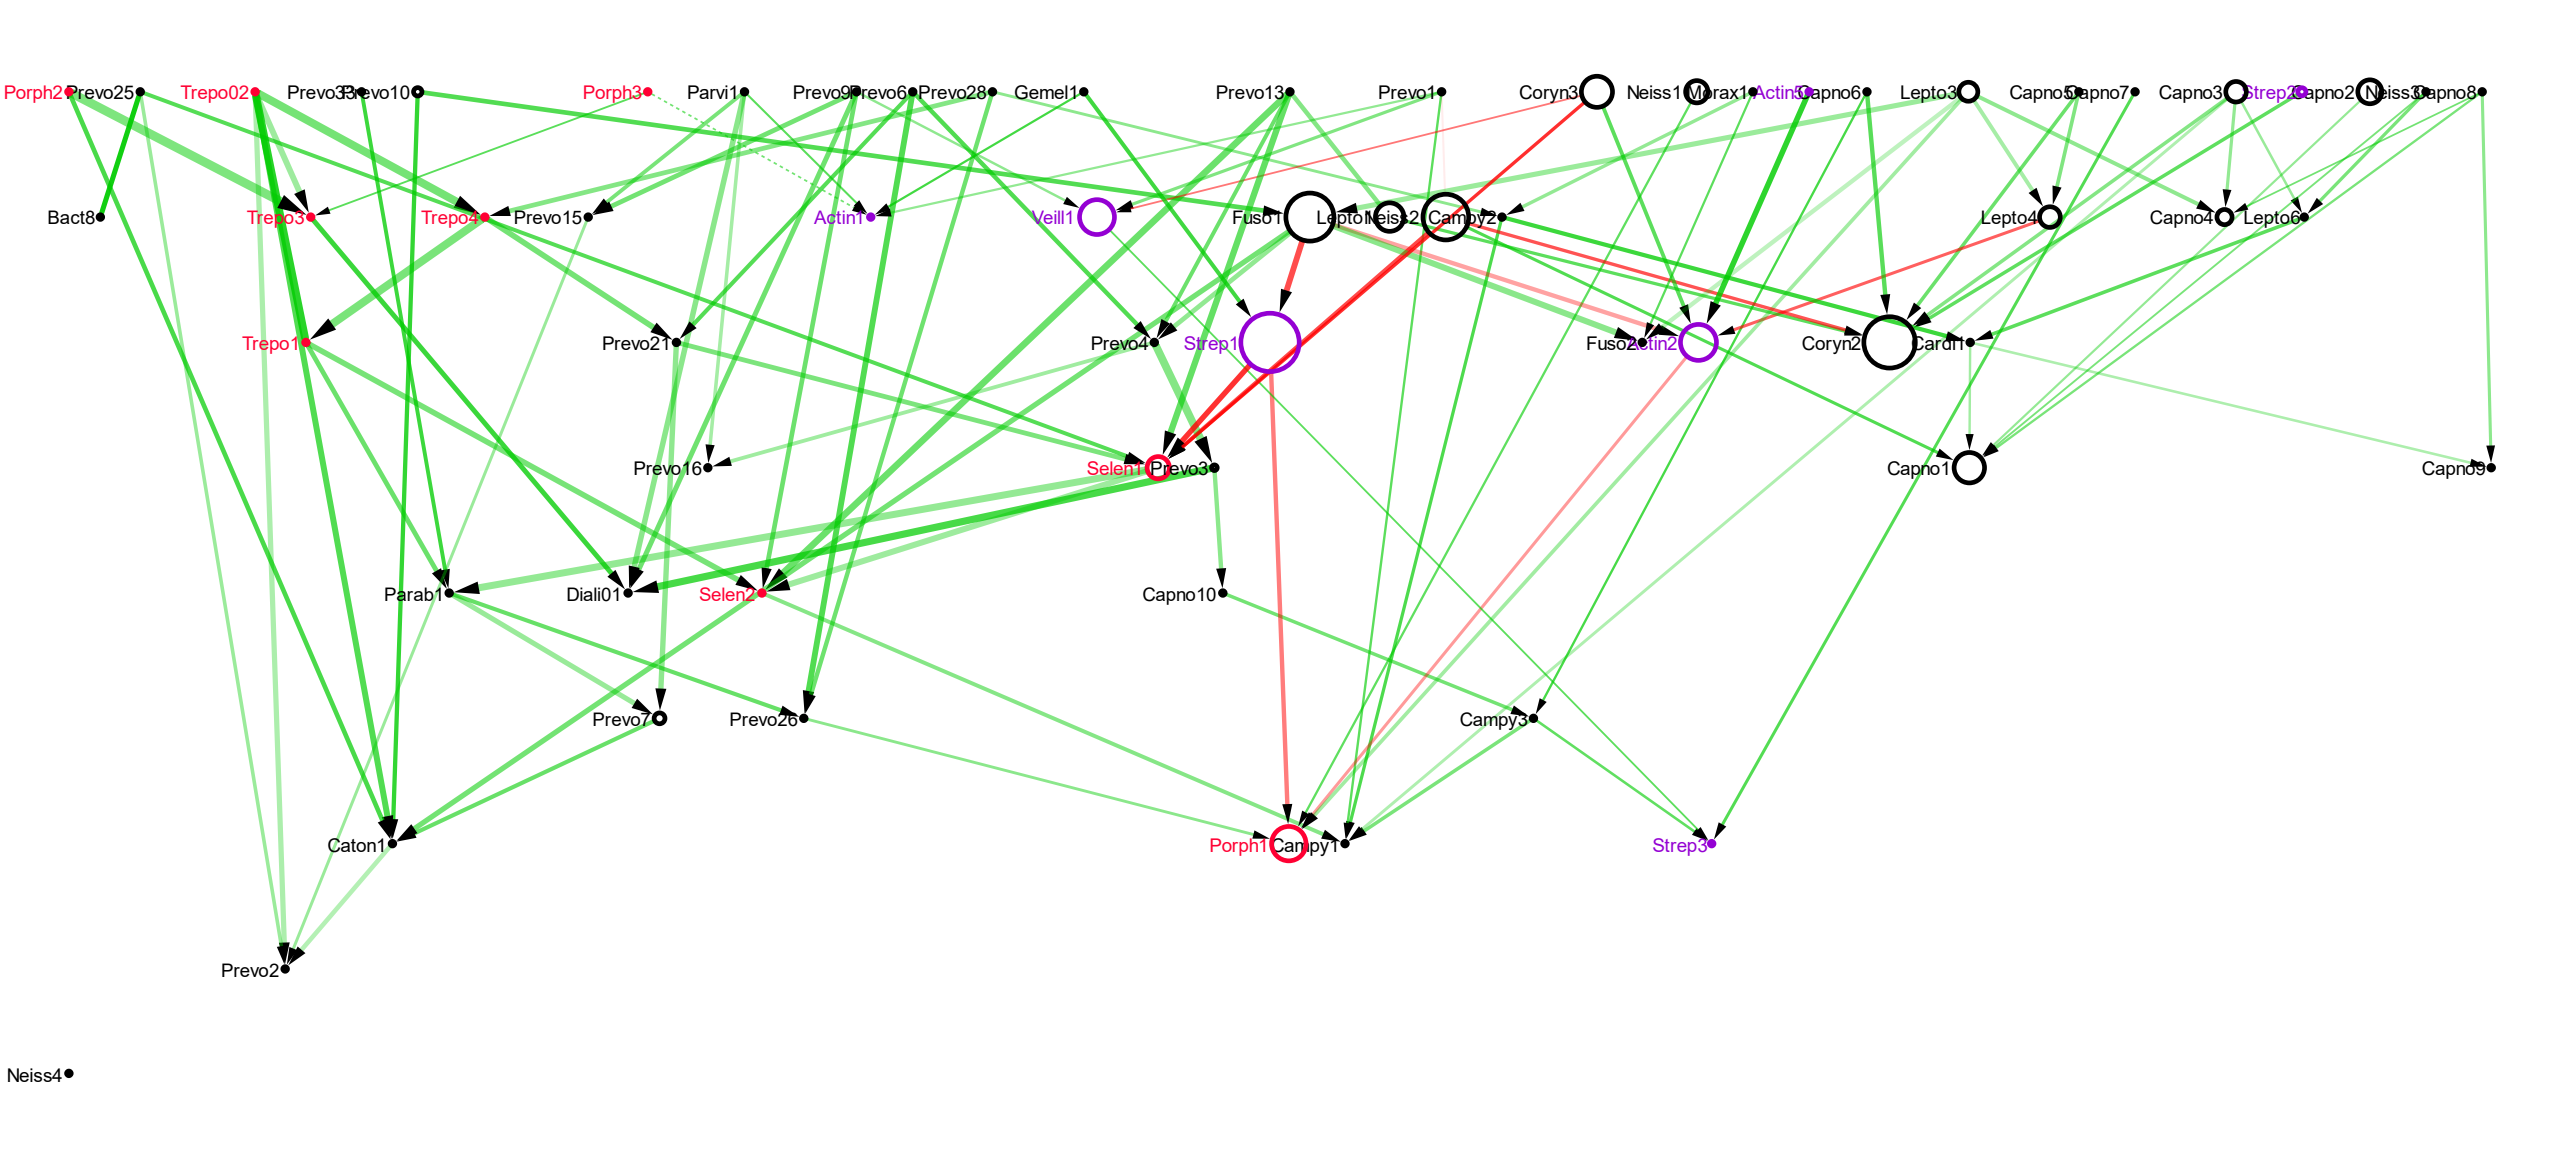 Porph2 Prevo25 Trepo02 Prevo33 Prevo10 Porph3 Parvi1 Prevo9 Prevo6 Prevo28 Gemel1 Prevo13 Prevo1 Coryn3 Neiss1 Morax1 Actin5 Capno6 Lepto3 Capno5 Capno7 Capno3 Strep2 Capno2 Neiss3 Capno8
Bact8 Trepo3 Trepo4 Prevo15 Actin1 Veill1 Fuso1 Lepto1 Neiss2 Campy2 Lepto4 Capno4 Lepto6
Trepo1 Prevo21 Prevo4 Strep1 Fuso2 Actin2 Coryn2 Cardi1
Prevo16 Selen1 Prevo3 Capno1 Capno9
Parab1 Diali01 Selen2 Capno10
Prevo7 Prevo26 Campy3
Caton1 Porph1 Campy1 Strep3
Prevo2
Neiss4